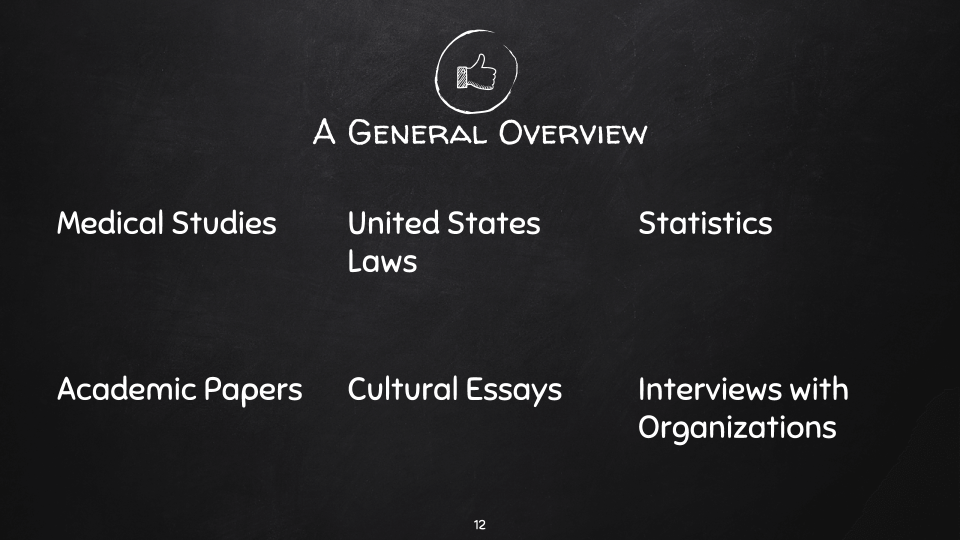 A General Overview
Medical Studies
United States
Laws
Statistics
Academic Papers
Cultural Essays
Interviews with
Organizations
12